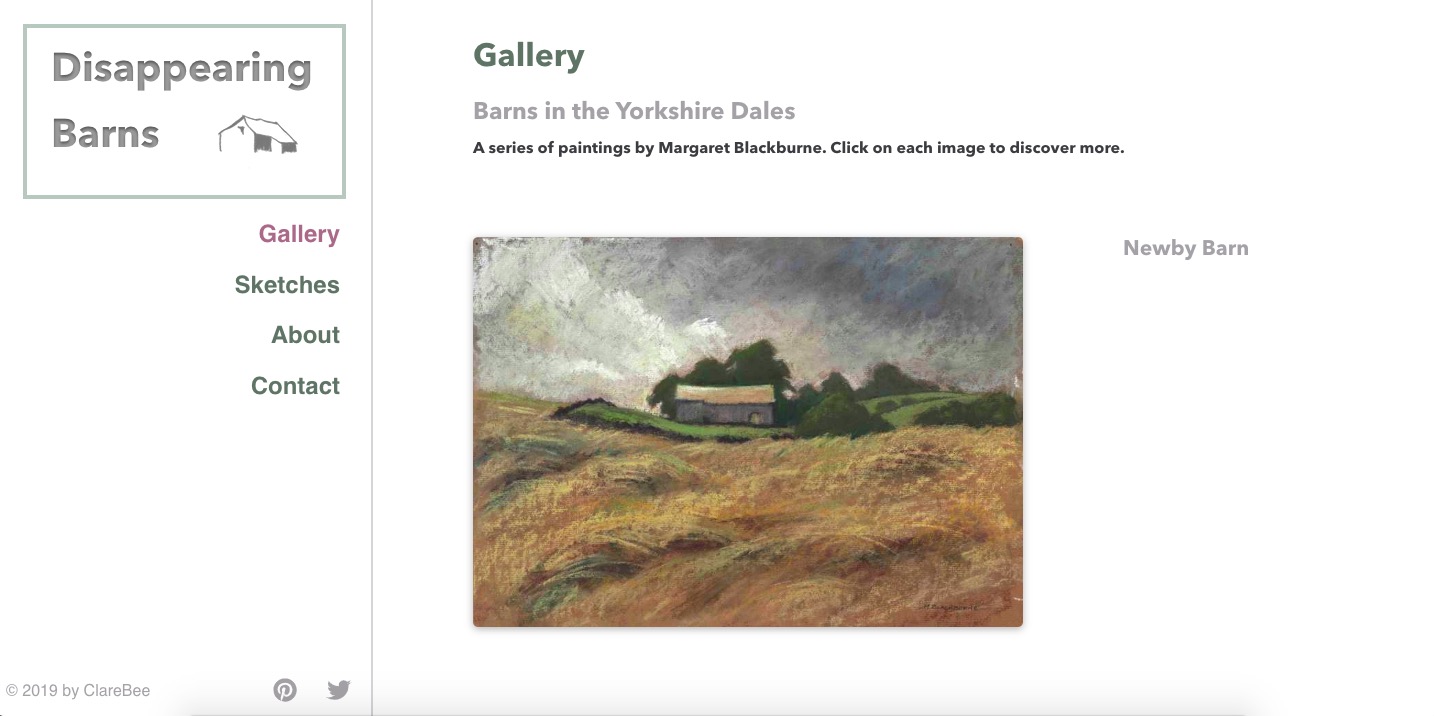 Disappearing
Barns
Gallery
Sketches
About
Contact
© 2019 by ClareBee
Gallery
Barns in the Yorkshire Dales
A series of paintings by Margaret Blackburne. Click on each image to discover more.
Newby Barn